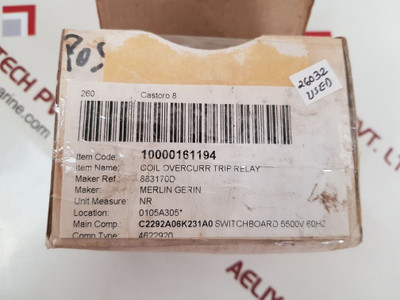 260 Castoro 8
26032
USED
Item Code: 10000161194
Item Name: COIL OVERCURR TRIP RELAY
Maker Ref.: 883170D
Maker: MERLIN GERIN
Unit Measure: NR
Location: 0105A305*
Main Comp.: C2292A06K231A0 SWITCHBOARD 5500V 60HZ
Comp Type: 4622920